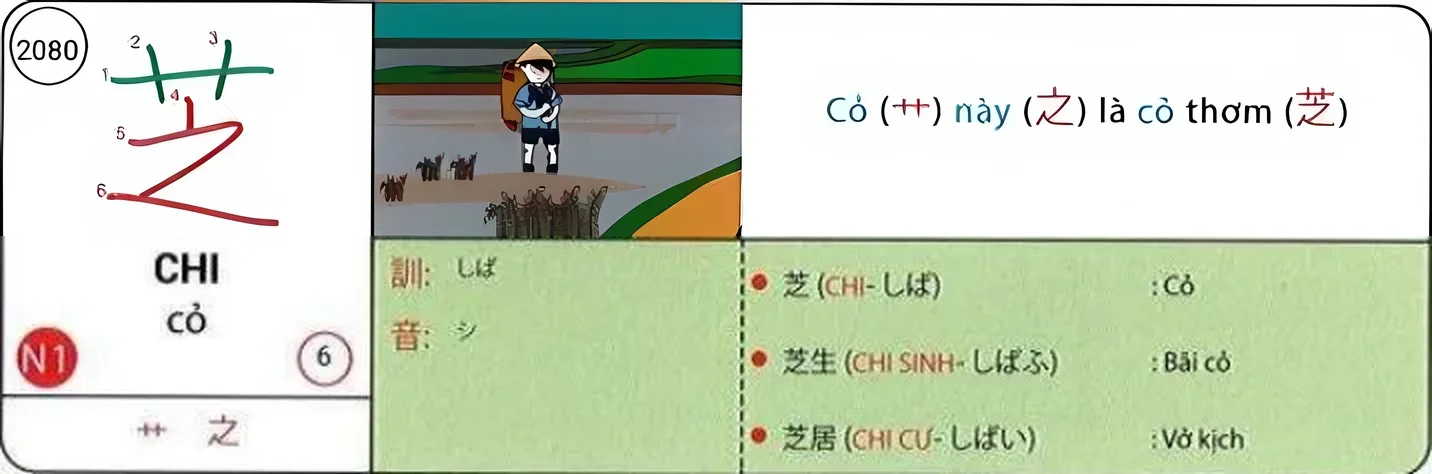 2080
1 2 3 4 5 6
芝
CHI
cỏ
N1
6
艹 之
Cỏ (艹) này (之) là cỏ thơm (芝)
訓: しば
音: シ
芝 (CHI- しば) : Cỏ
芝生 (CHI SINH- しばふ) : Bãi cỏ
芝居 (CHI CƯ- しばい) : Vở kịch